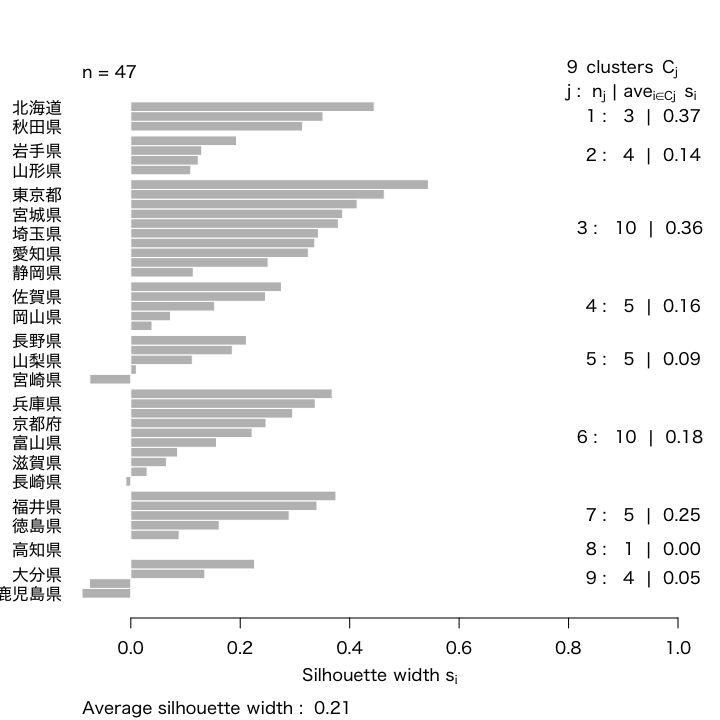 n = 47
9 clusters Cj
j : nj | ave i∈Cj si
北海道
秋田県
岩手県
山形県
東京都
宮城県
埼玉県
愛知県
静岡県
佐賀県
岡山県
長野県
山梨県
宮崎県
兵庫県
京都府
富山県
滋賀県
長崎県
福井県
徳島県
高知県
大分県
鹿児島県
1 : 3 | 0.37
2 : 4 | 0.14
3 : 10 | 0.36
4 : 5 | 0.16
5 : 5 | 0.09
6 : 10 | 0.18
7 : 5 | 0.25
8 : 1 | 0.00
9 : 4 | 0.05
0.0 0.2 0.4 0.6 0.8 1.0
Silhouette width si
Average silhouette width : 0.21